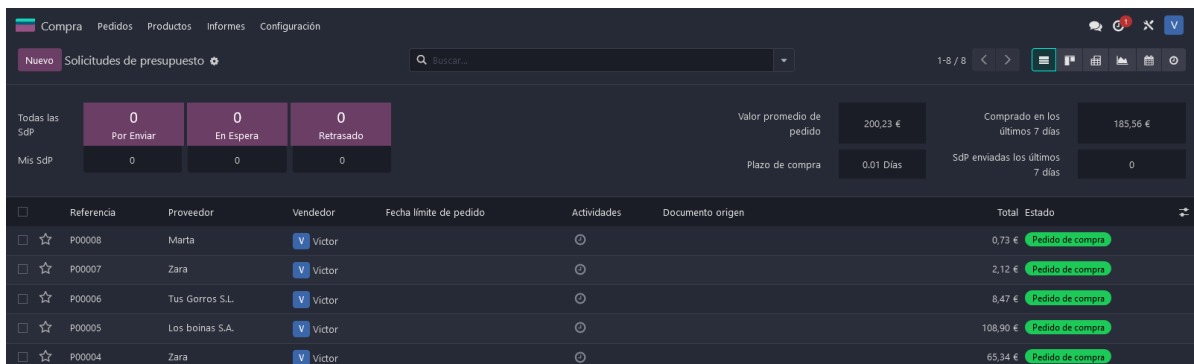 Compra Pedidos Productos Informes Configuración 1 V
Nuevo Solicitudes de presupuesto Buscar... 1-8 / 8
Todas las SdP 0 Por Enviar 0 En Espera 0 Retrasado Valor promedio de pedido 200,23 € Comprado en los últimos 7 días 185,56 €
Mis SdP 0 0 0 Plazo de compra 0.01 Días SdP enviadas los últimos 7 días 0
Referencia Proveedor Vendedor Fecha límite de pedido Actividades Documento origen Total Estado
P00008 Marta V Victor 0,73 € Pedido de compra
P00007 Zara V Victor 2,12 € Pedido de compra
P00006 Tus Gorros S.L. V Victor 8,47 € Pedido de compra
P00005 Los boinas S.A. V Victor 108,90 € Pedido de compra
P00004 Zara V Victor 65,34 € Pedido de compra